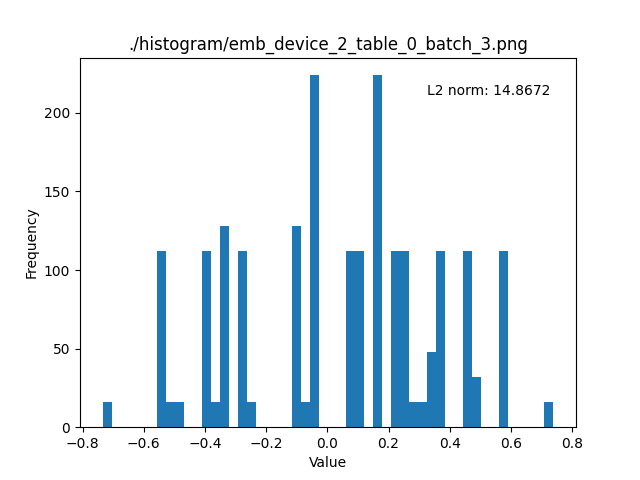 ./histogram/emb_device_2_table_0_batch_3.png
L2 norm: 14.8672
Frequency
200
150
100
50
0
−0.8 −0.6 −0.4 −0.2 0.0 0.2 0.4 0.6 0.8
Value